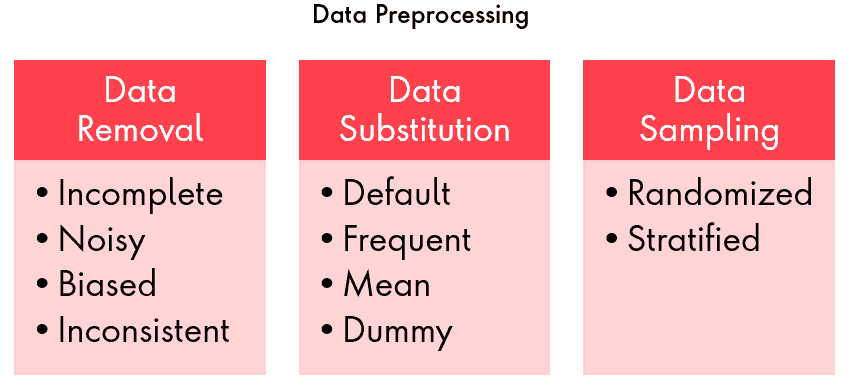 Data Preprocessing
Data
Removal
• Incomplete
• Noisy
• Biased
• Inconsistent
Data
Substitution
• Default
• Frequent
• Mean
• Dummy
Data
Sampling
• Randomized
• Stratified